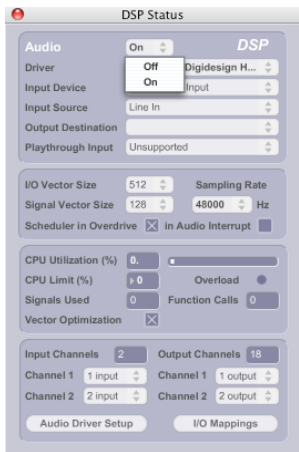 DSP Status
Audio On DSP
Driver Digidesign H...
Off
On
Input Device Input
Input Source Line In
Output Destination
Playthrough Input Unsupported
I/O Vector Size 512 Sampling Rate
Signal Vector Size 128 48000 Hz
Scheduler in Overdrive in Audio Interrupt
CPU Utilization (%) 0.
CPU Limit (%) 0 Overload
Signals Used 0 Function Calls 0
Vector Optimization
Input Channels 2 Output Channels 18
Channel 1 1 input Channel 1 1 output
Channel 2 2 input Channel 2 2 output
Audio Driver Setup I/O Mappings